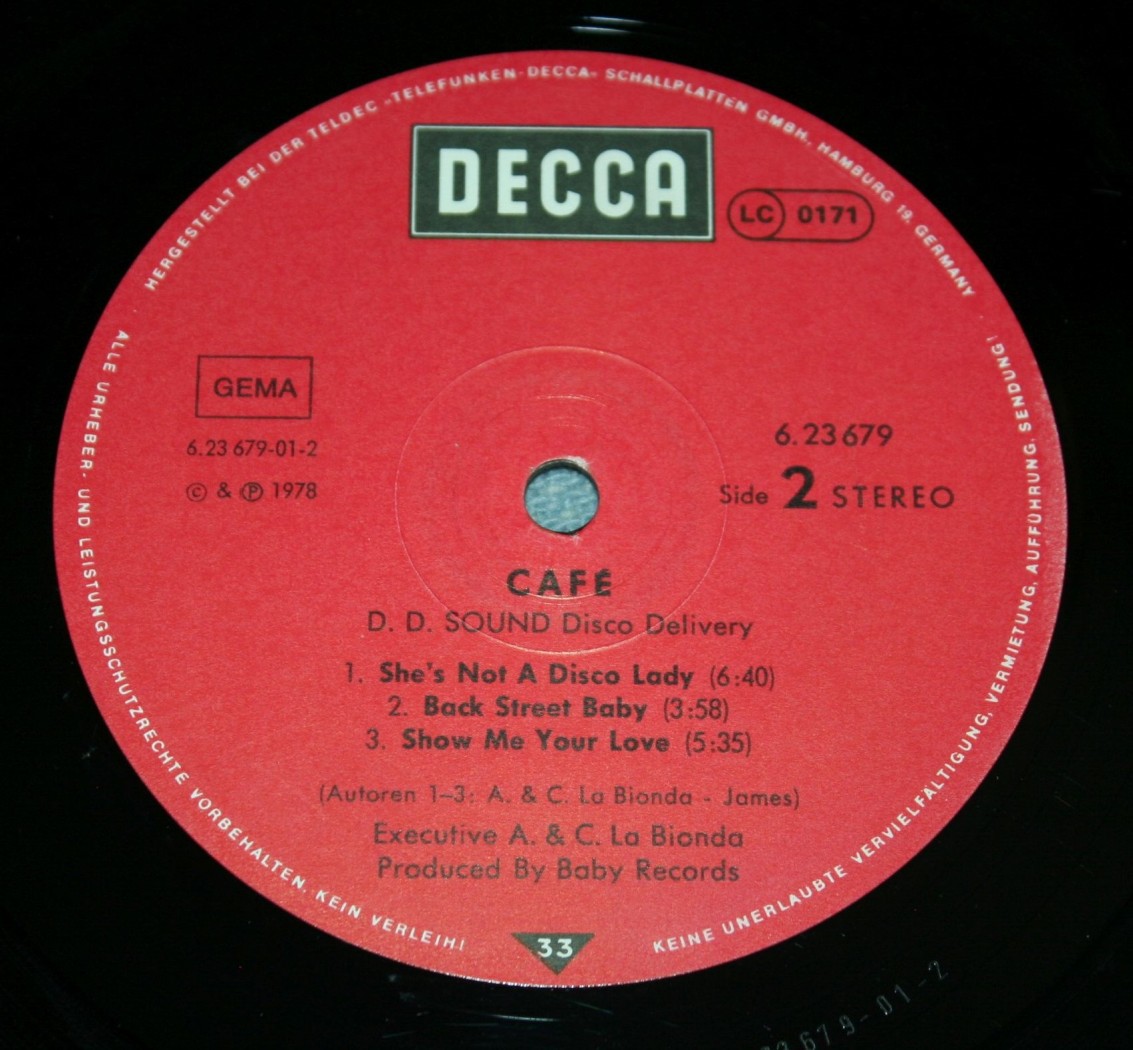 HERGESTELLT BEI DER TELDEC »TELEFUNKEN-DECCA« SCHALLPLATTEN GMBH., HAMBURG 19, GERMANY
DECCA
LC 0171
GEMA
6.23 679-01-2
© & ℗ 1978
6.23 679
Side 2 STEREO
CAFÉ
D. D. SOUND Disco Delivery
1. She's Not A Disco Lady (6:40)
2. Back Street Baby (3:58)
3. Show Me Your Love (5:35)
(Autoren 1–3: A. & C. La Bionda - James)
Executive A. & C. La Bionda
Produced By Baby Records
33
ALLE URHEBER- UND LEISTUNGSSCHUTZRECHTE VORBEHALTEN. KEIN VERLEIH!
KEINE UNERLAUBTE VERVIELFÄLTIGUNG, VERMIETUNG, AUFFÜHRUNG, SENDUNG!
679-01-2